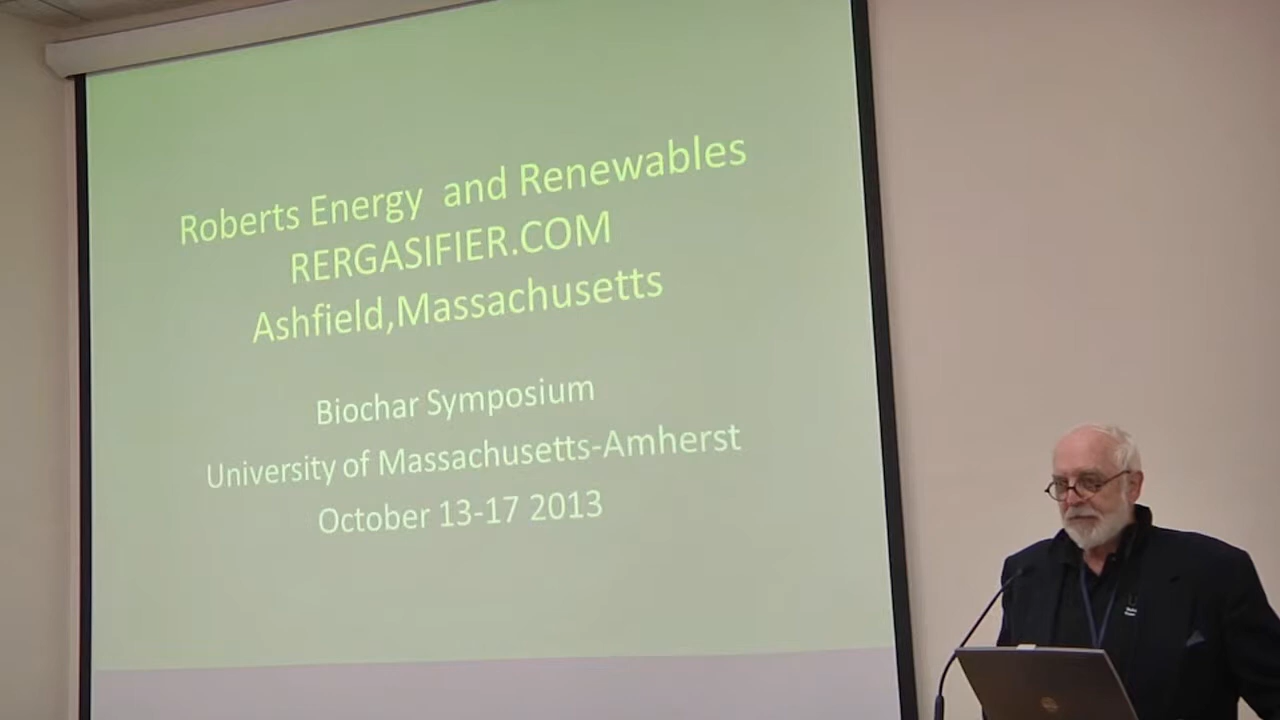 Roberts Energy and Renewables
RERGASIFIER.COM
Ashfield,Massachusetts
Biochar Symposium
University of Massachusetts-Amherst
October 13-17 2013